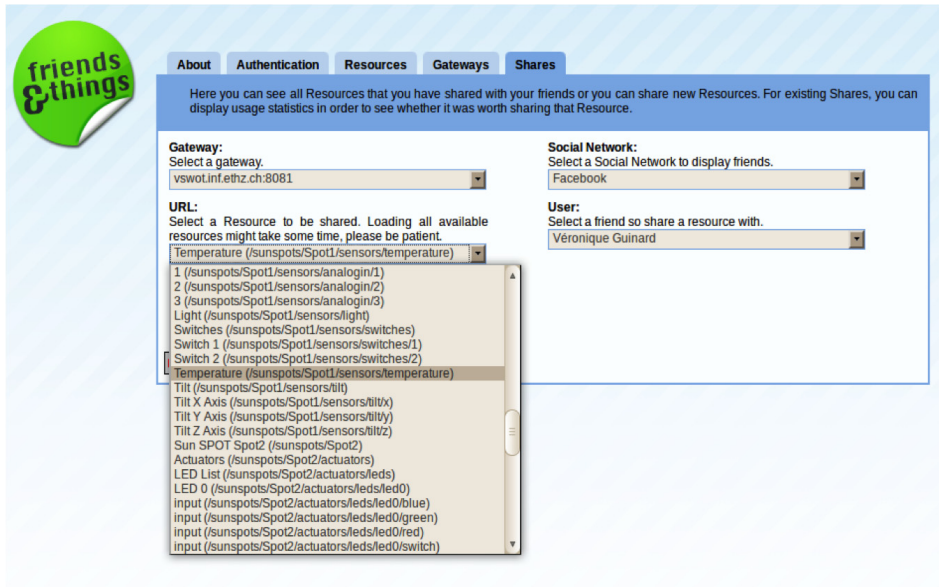 friends
&things
About Authentication Resources Gateways Shares
Here you can see all Resources that you have shared with your friends or you can share new Resources. For existing Shares, you can
display usage statistics in order to see whether it was worth sharing that Resource.
Gateway:
Select a gateway.
vswot.inf.ethz.ch:8081
URL:
Select a Resource to be shared. Loading all available
resources might take some time, please be patient.
Temperature (/sunspots/Spot1/sensors/temperature)
1 (/sunspots/Spot1/sensors/analogin/1)
2 (/sunspots/Spot1/sensors/analogin/2)
3 (/sunspots/Spot1/sensors/analogin/3)
Light (/sunspots/Spot1/sensors/light)
Switches (/sunspots/Spot1/sensors/switches)
Switch 1 (/sunspots/Spot1/sensors/switches/1)
Switch 2 (/sunspots/Spot1/sensors/switches/2)
Temperature (/sunspots/Spot1/sensors/temperature)
Tilt (/sunspots/Spot1/sensors/tilt)
Tilt X Axis (/sunspots/Spot1/sensors/tilt/x)
Tilt Y Axis (/sunspots/Spot1/sensors/tilt/y)
Tilt Z Axis (/sunspots/Spot1/sensors/tilt/z)
Sun SPOT Spot2 (/sunspots/Spot2)
Actuators (/sunspots/Spot2/actuators)
LED List (/sunspots/Spot2/actuators/leds)
LED 0 (/sunspots/Spot2/actuators/leds/led0)
input (/sunspots/Spot2/actuators/leds/led0/blue)
input (/sunspots/Spot2/actuators/leds/led0/green)
input (/sunspots/Spot2/actuators/leds/led0/red)
input (/sunspots/Spot2/actuators/leds/led0/switch)
Social Network:
Select a Social Network to display friends.
Facebook
User:
Select a friend so share a resource with.
Véronique Guinard